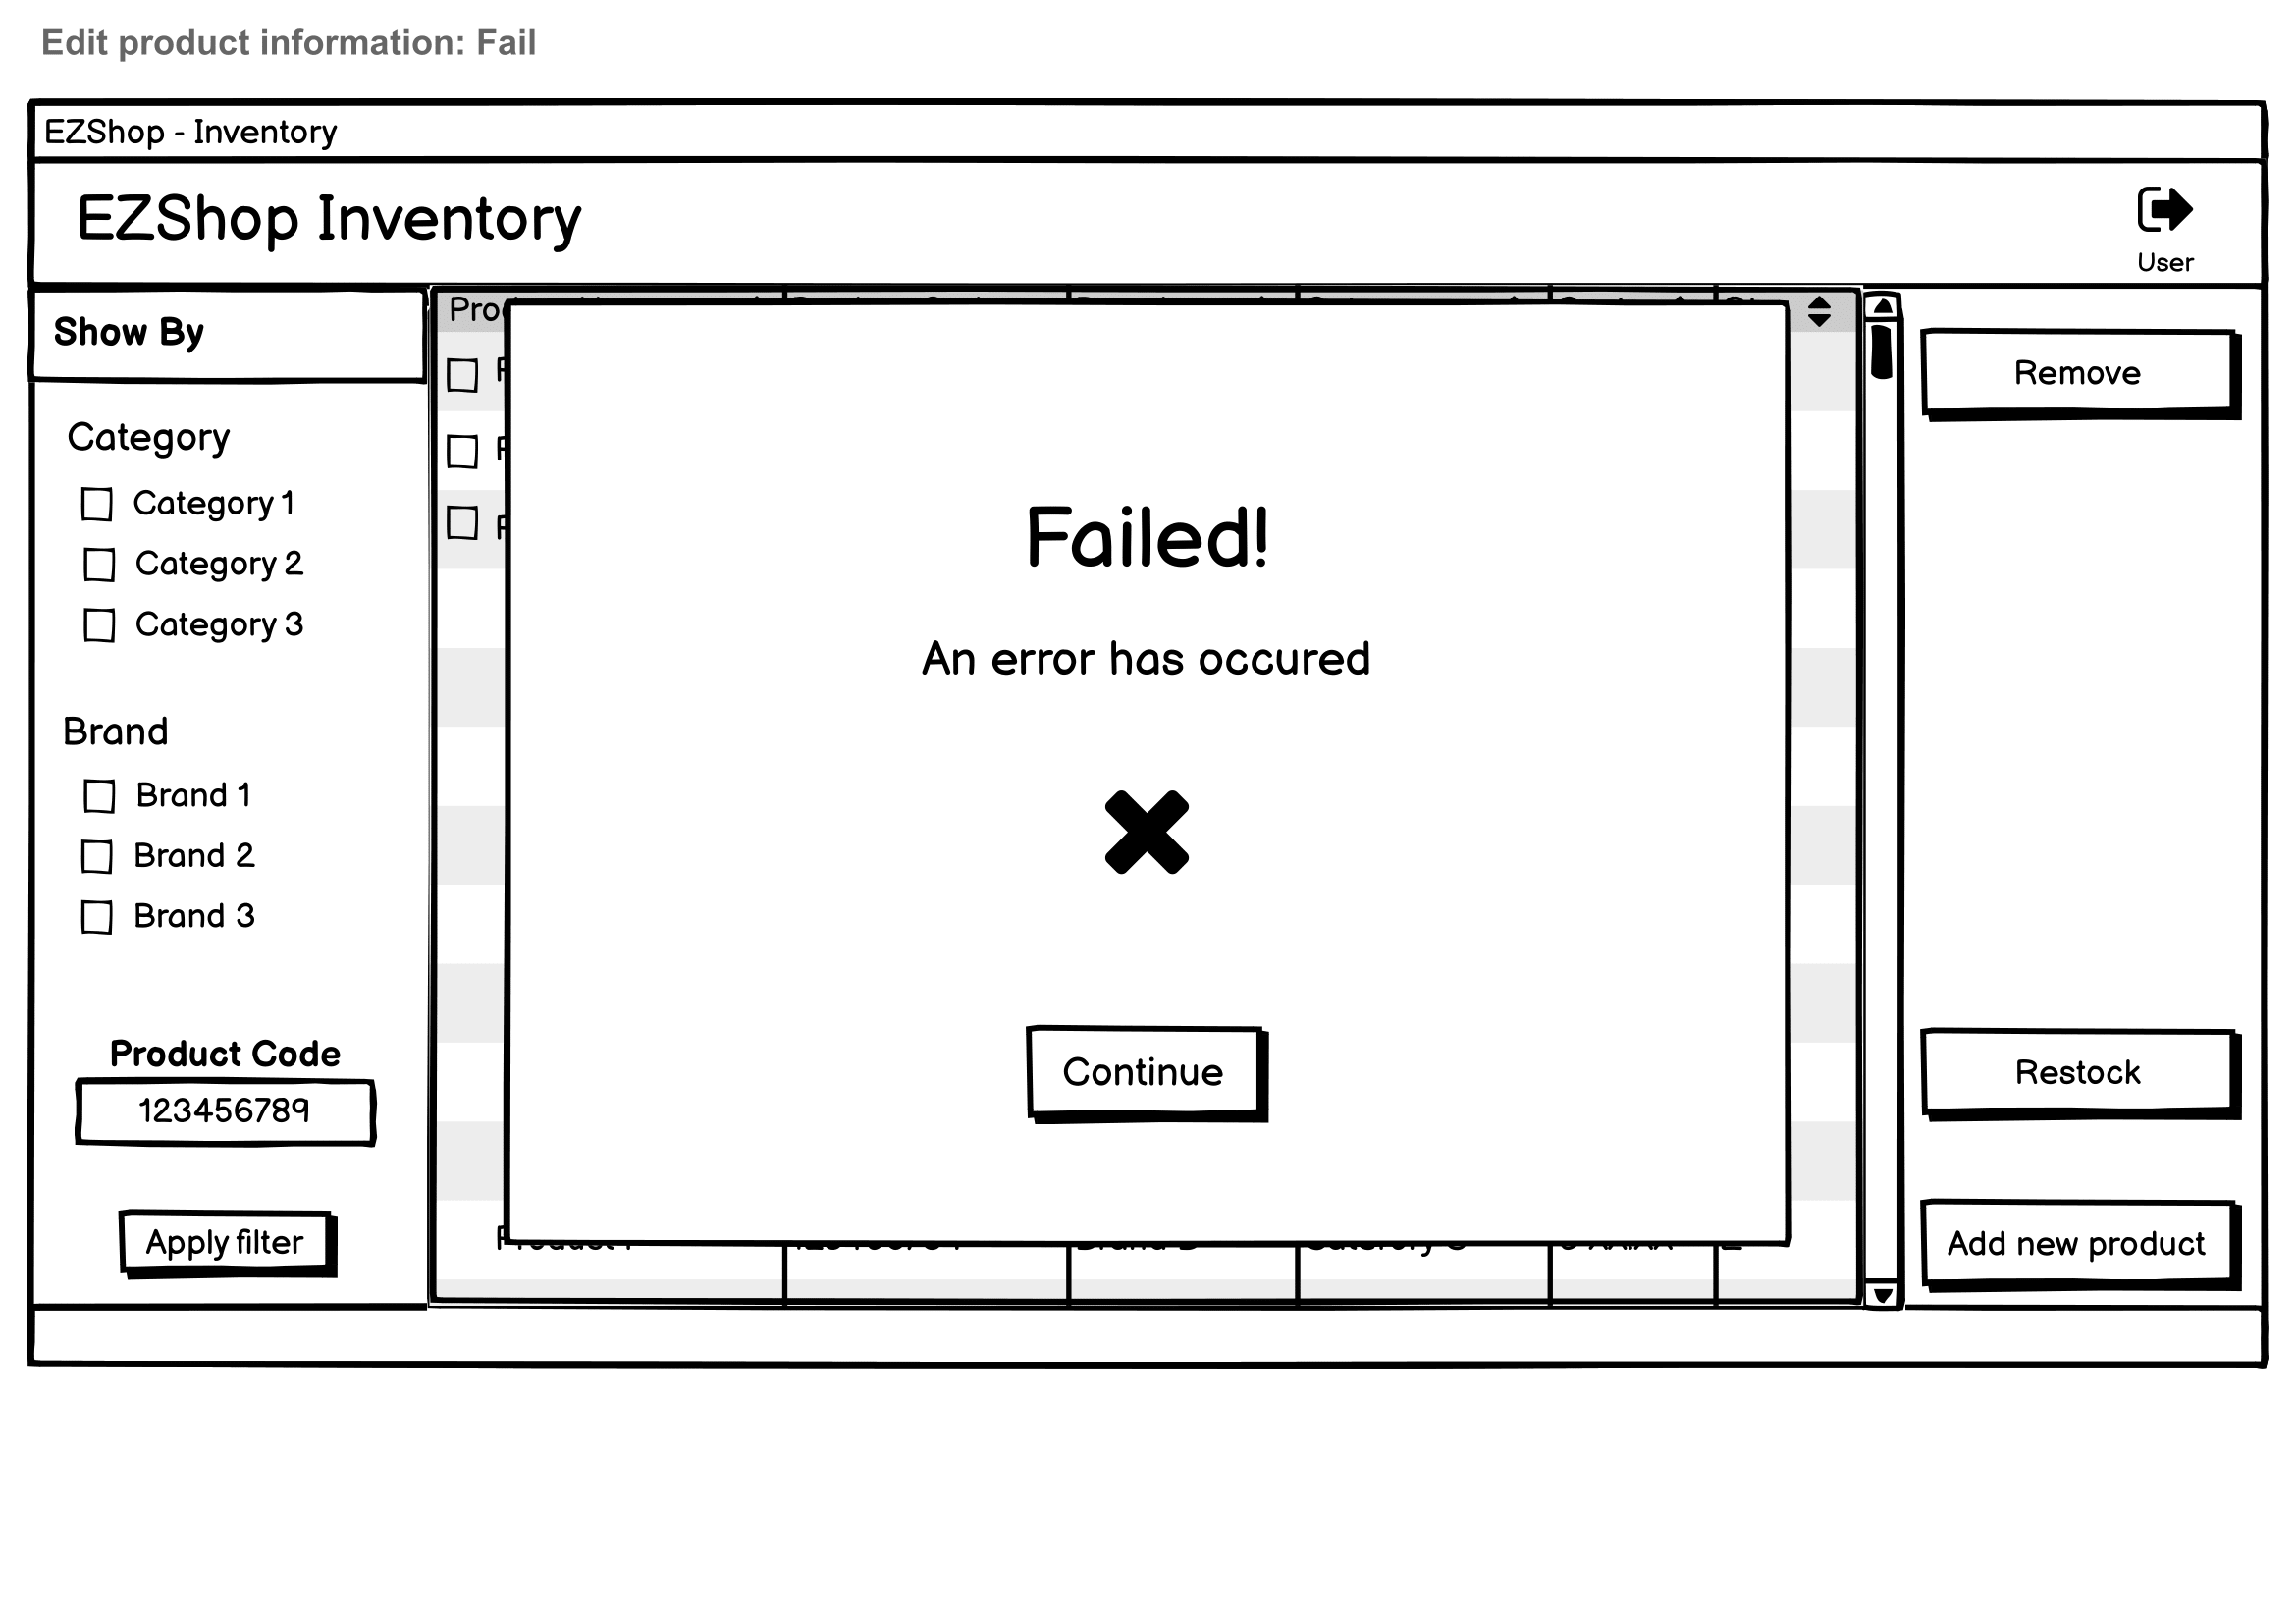 Edit product information: Fail
EZShop - Inventory
EZShop Inventory
User
Show By
Category
Category 1
Category 2
Category 3
Brand
Brand 1
Brand 2
Brand 3
Product Code
123456789
Apply filter
Failed!
An error has occured
Continue
Remove
Restock
Add new product